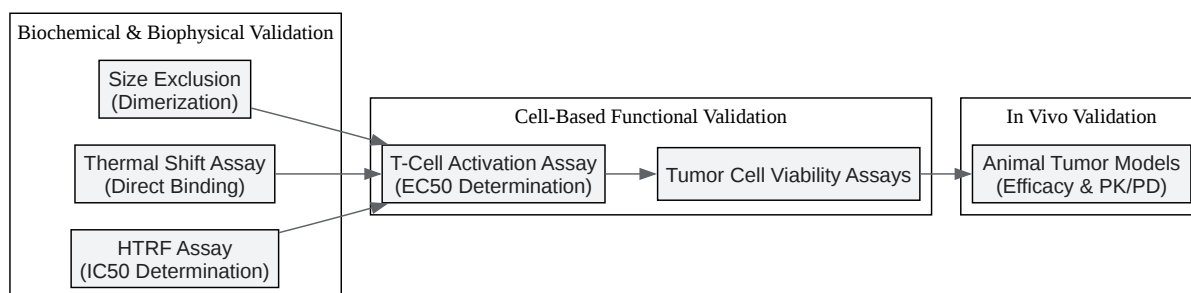 Biochemical & Biophysical Validation
Size Exclusion
(Dimerization)
Thermal Shift Assay
(Direct Binding)
HTRF Assay
(IC50 Determination)
Cell-Based Functional Validation
T-Cell Activation Assay
(EC50 Determination)
Tumor Cell Viability Assays
In Vivo Validation
Animal Tumor Models
(Efficacy & PK/PD)